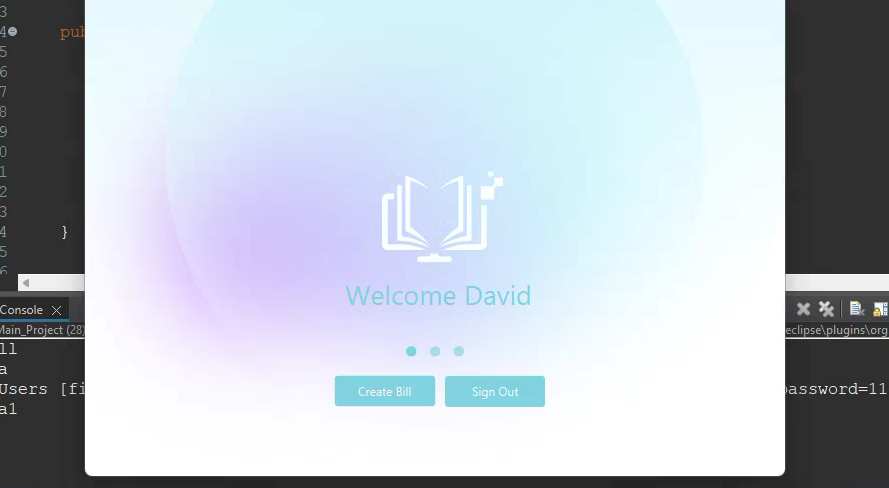 3
4
pub
5
6
7
8
9
0
1
2
3
4
}
5
6
Welcome David
Create Bill
Sign Out
Console
Main_Project (28)
eclipse\plugins\org
ll
a
Users [fi
password=11
a1